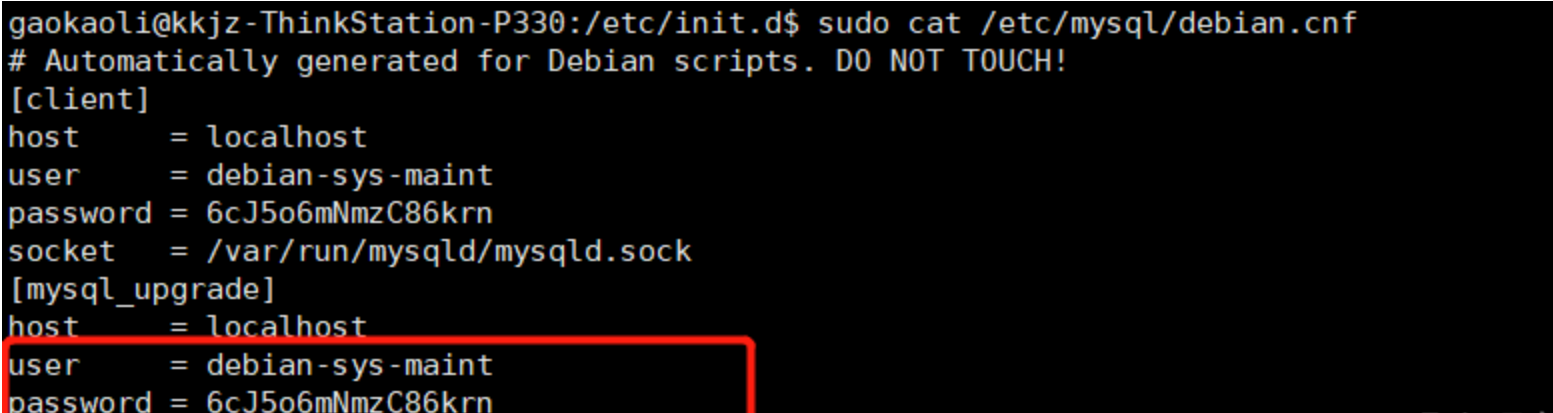 gaokaoli@kkjz-ThinkStation-P330:/etc/init.d$ sudo cat /etc/mysql/debian.cnf
# Automatically generated for Debian scripts. DO NOT TOUCH!
[client]
host     = localhost
user     = debian-sys-maint
password = 6cJ5o6mNmzC86krn
socket   = /var/run/mysqld/mysqld.sock
[mysql_upgrade]
host     = localhost
user     = debian-sys-maint
password = 6cJ5o6mNmzC86krn